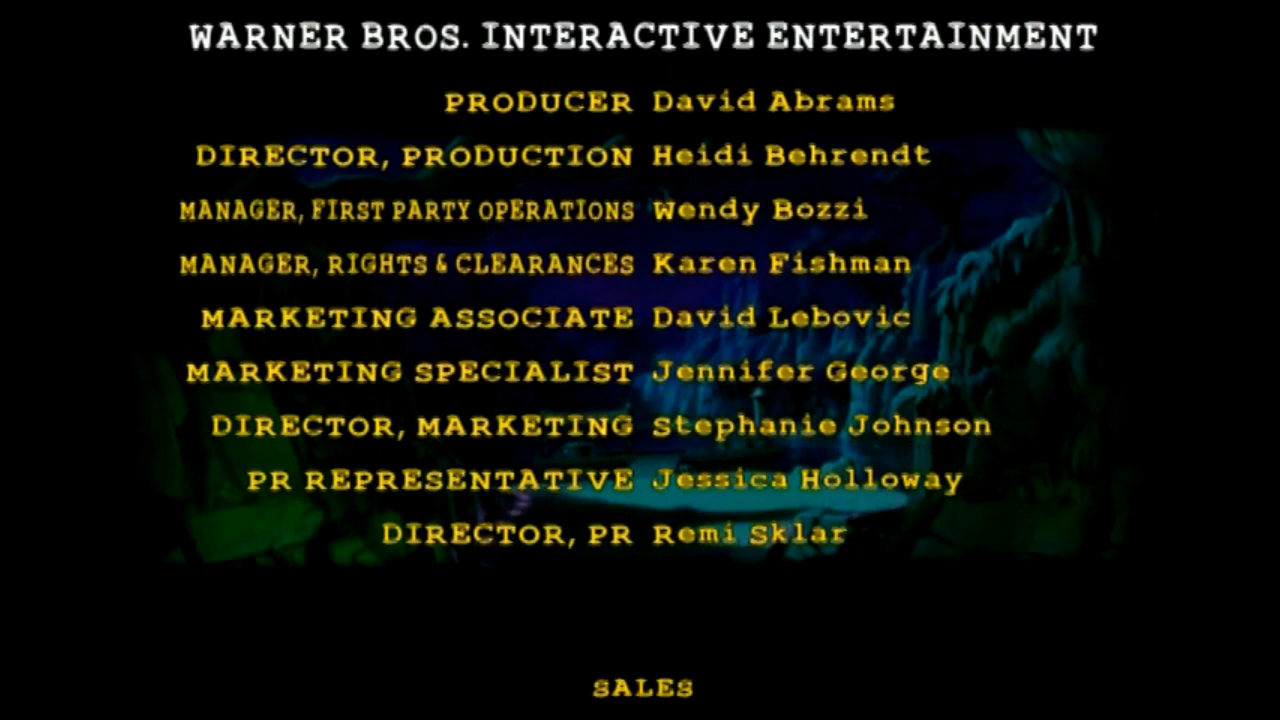 WARNER BROS. INTERACTIVE ENTERTAINMENT
PRODUCER David Abrams
DIRECTOR, PRODUCTION Heidi Behrendt
MANAGER, FIRST PARTY OPERATIONS Wendy Bozzi
MANAGER, RIGHTS & CLEARANCES Karen Fishman
MARKETING ASSOCIATE David Lebovic
MARKETING SPECIALIST Jennifer George
DIRECTOR, MARKETING Stephanie Johnson
PR REPRESENTATIVE Jessica Holloway
DIRECTOR, PR Remi Sklar
SALES